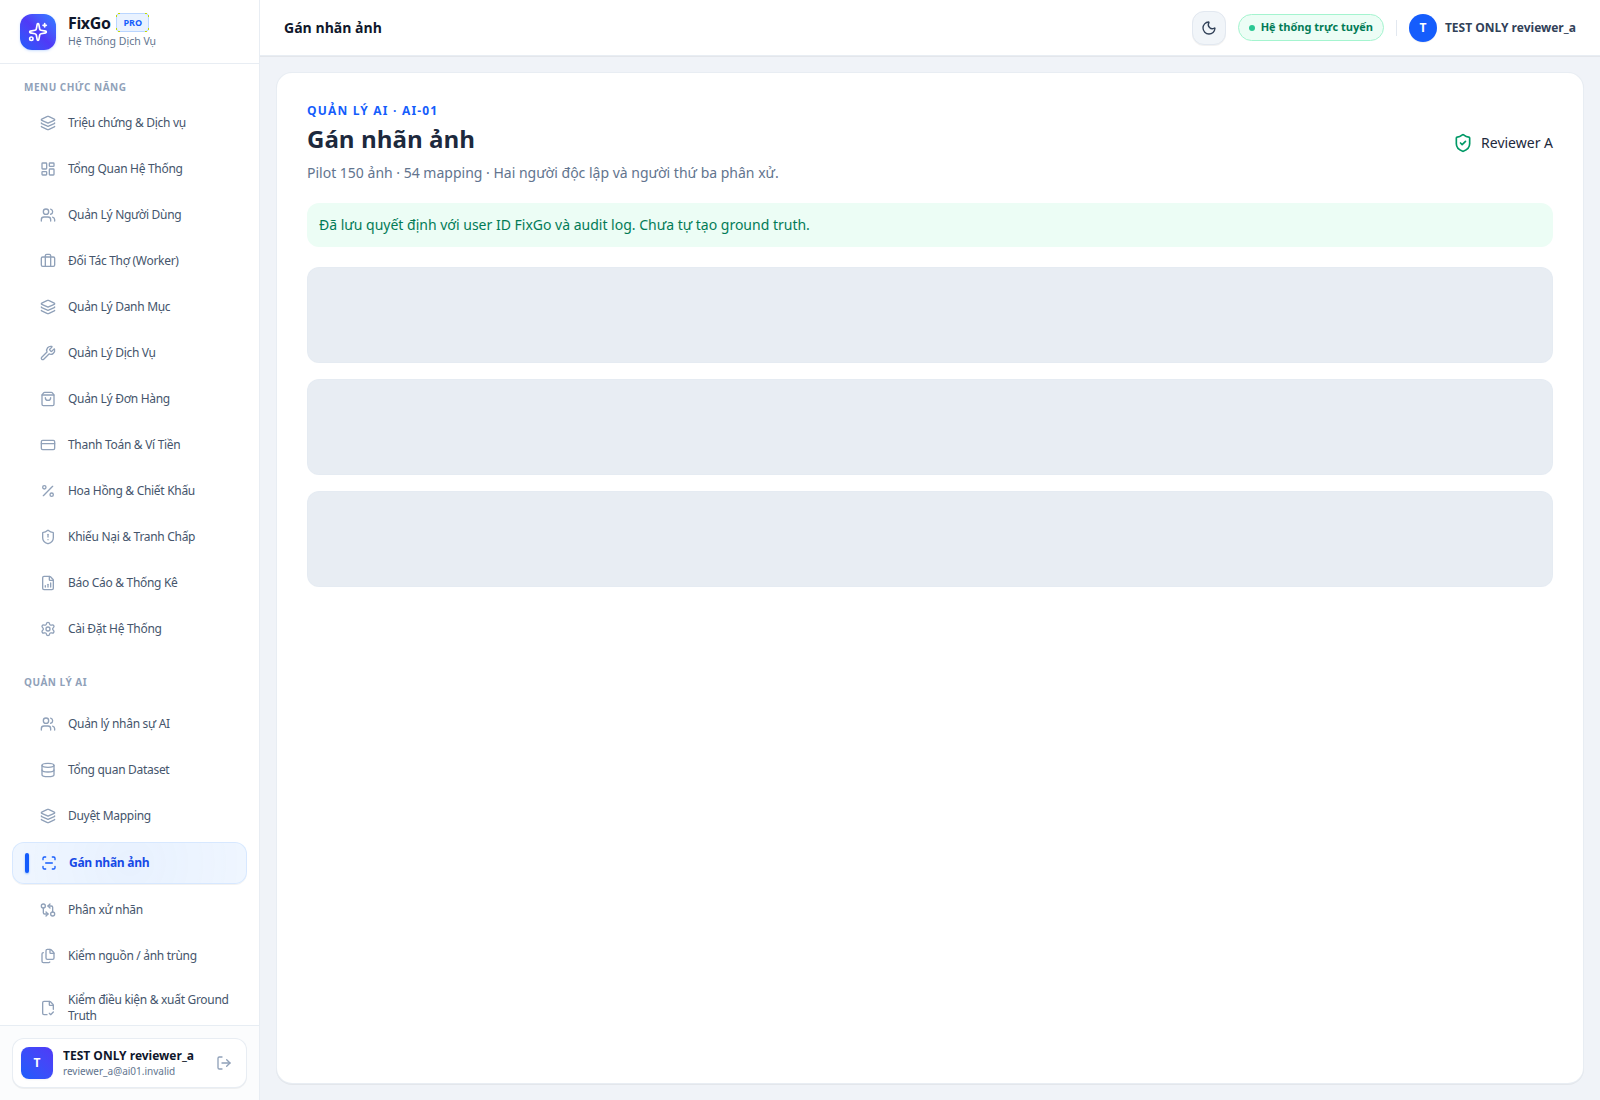 FixGo PRO
Hệ Thống Dịch Vụ
MENU CHỨC NĂNG
Triệu chứng & Dịch vụ
Tổng Quan Hệ Thống
Quản Lý Người Dùng
Đối Tác Thợ (Worker)
Quản Lý Danh Mục
Quản Lý Dịch Vụ
Quản Lý Đơn Hàng
Thanh Toán & Ví Tiền
Hoa Hồng & Chiết Khấu
Khiếu Nại & Tranh Chấp
Báo Cáo & Thống Kê
Cài Đặt Hệ Thống
QUẢN LÝ AI
Quản lý nhân sự AI
Tổng quan Dataset
Duyệt Mapping
Gán nhãn ảnh
Phân xử nhãn
Kiểm nguồn / ảnh trùng
Kiểm điều kiện & xuất Ground
Truth
T
TEST ONLY reviewer_a
reviewer_a@ai01.invalid
Gán nhãn ảnh
Hệ thống trực tuyến
T
TEST ONLY reviewer_a
QUẢN LÝ AI · AI-01
Gán nhãn ảnh
Reviewer A
Pilot 150 ảnh · 54 mapping · Hai người độc lập và người thứ ba phân xử.
Đã lưu quyết định với user ID FixGo và audit log. Chưa tự tạo ground truth.